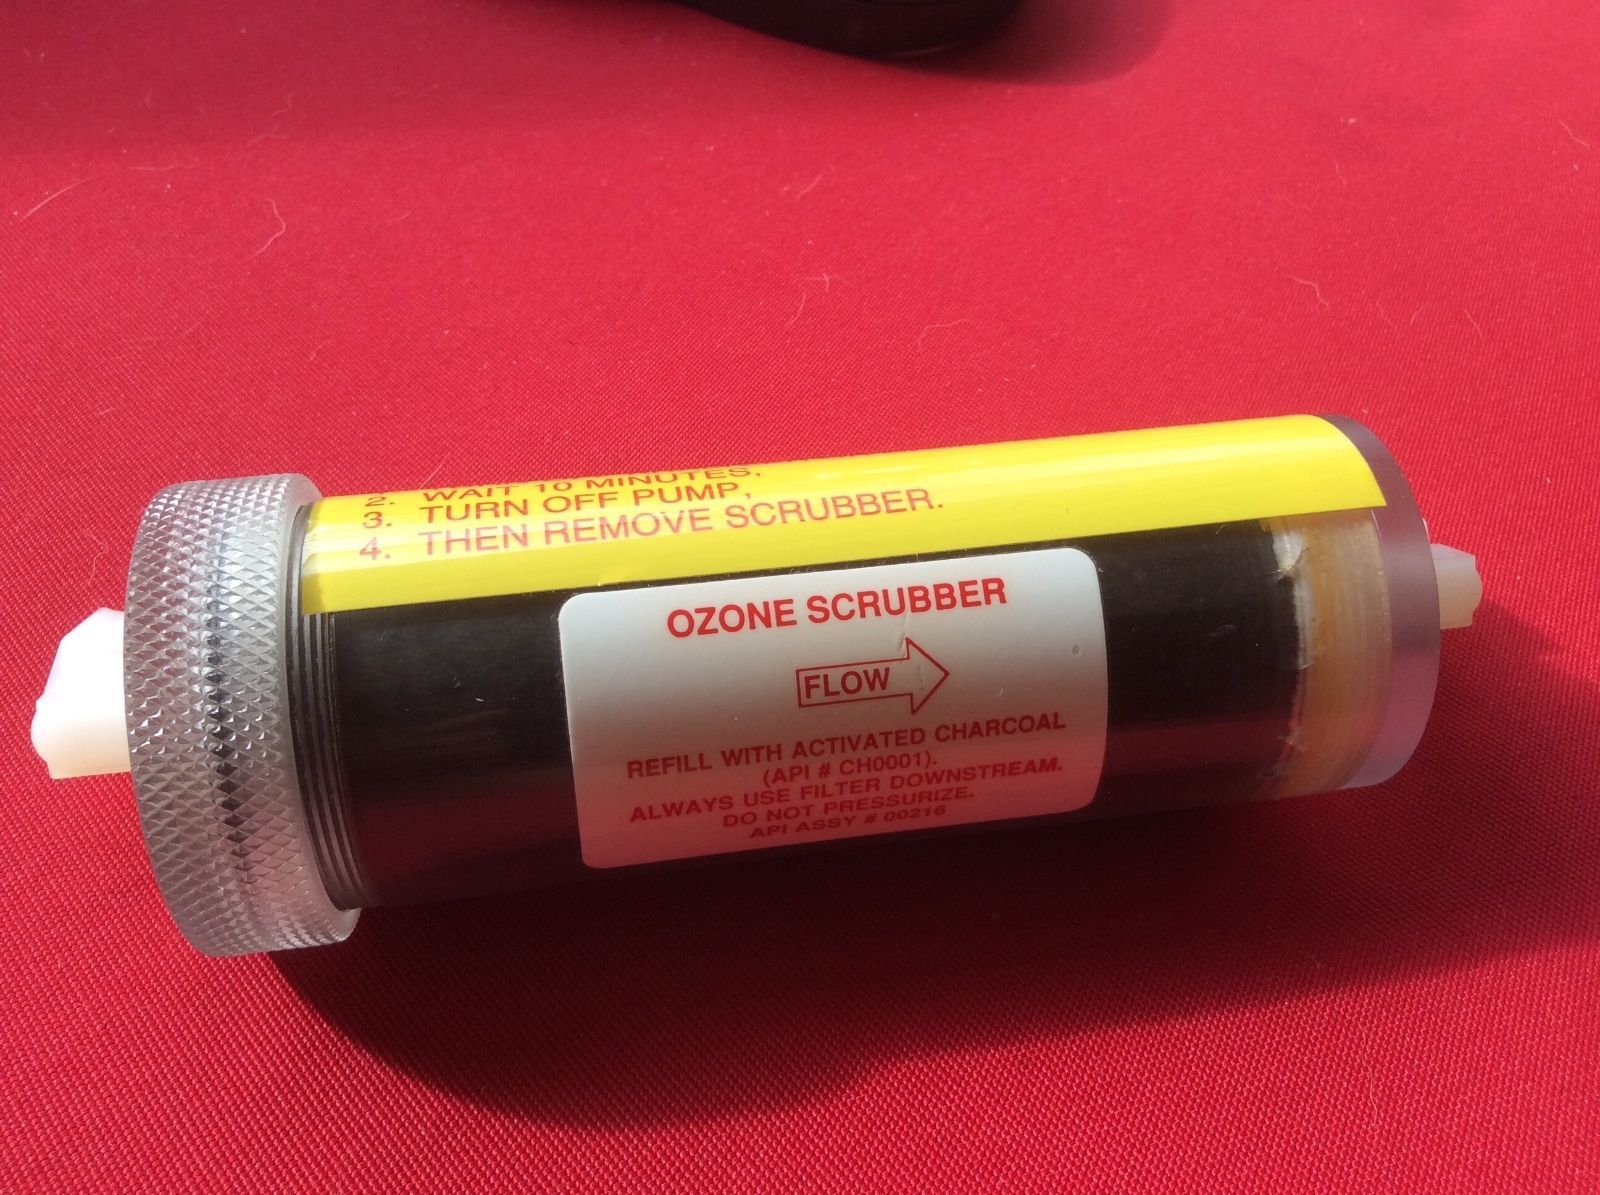 2. WAIT 10 MINUTES,
3. TURN OFF PUMP,
4. THEN REMOVE SCRUBBER.
OZONE SCRUBBER
FLOW
REFILL WITH ACTIVATED CHARCOAL
(API # CH0001).
ALWAYS USE FILTER DOWNSTREAM.
DO NOT PRESSURIZE.
API ASSY # 00216